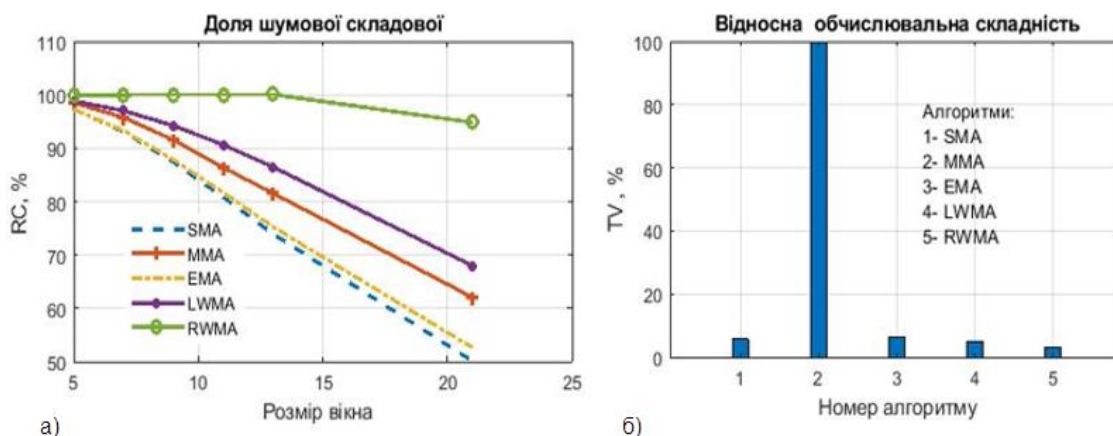 Доля шумової складової
110
100
90
80
70
60
50
RC, %
SMA
MMA
EMA
LWMA
RWMA
5 10 15 20 25
Розмір вікна
а)
Відносна обчислювальна складність
100
80
60
40
20
0
TV , %
Алгоритми:
1- SMA
2- MMA
3- EMA
4- LWMA
5- RWMA
1 2 3 4 5
Номер алгоритму
б)